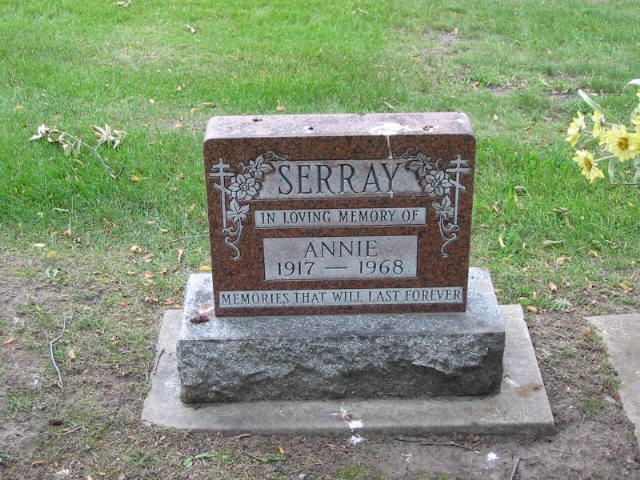 SERRAY
IN LOVING MEMORY OF
ANNIE
1917 — 1968
MEMORIES THAT WILL LAST FOREVER